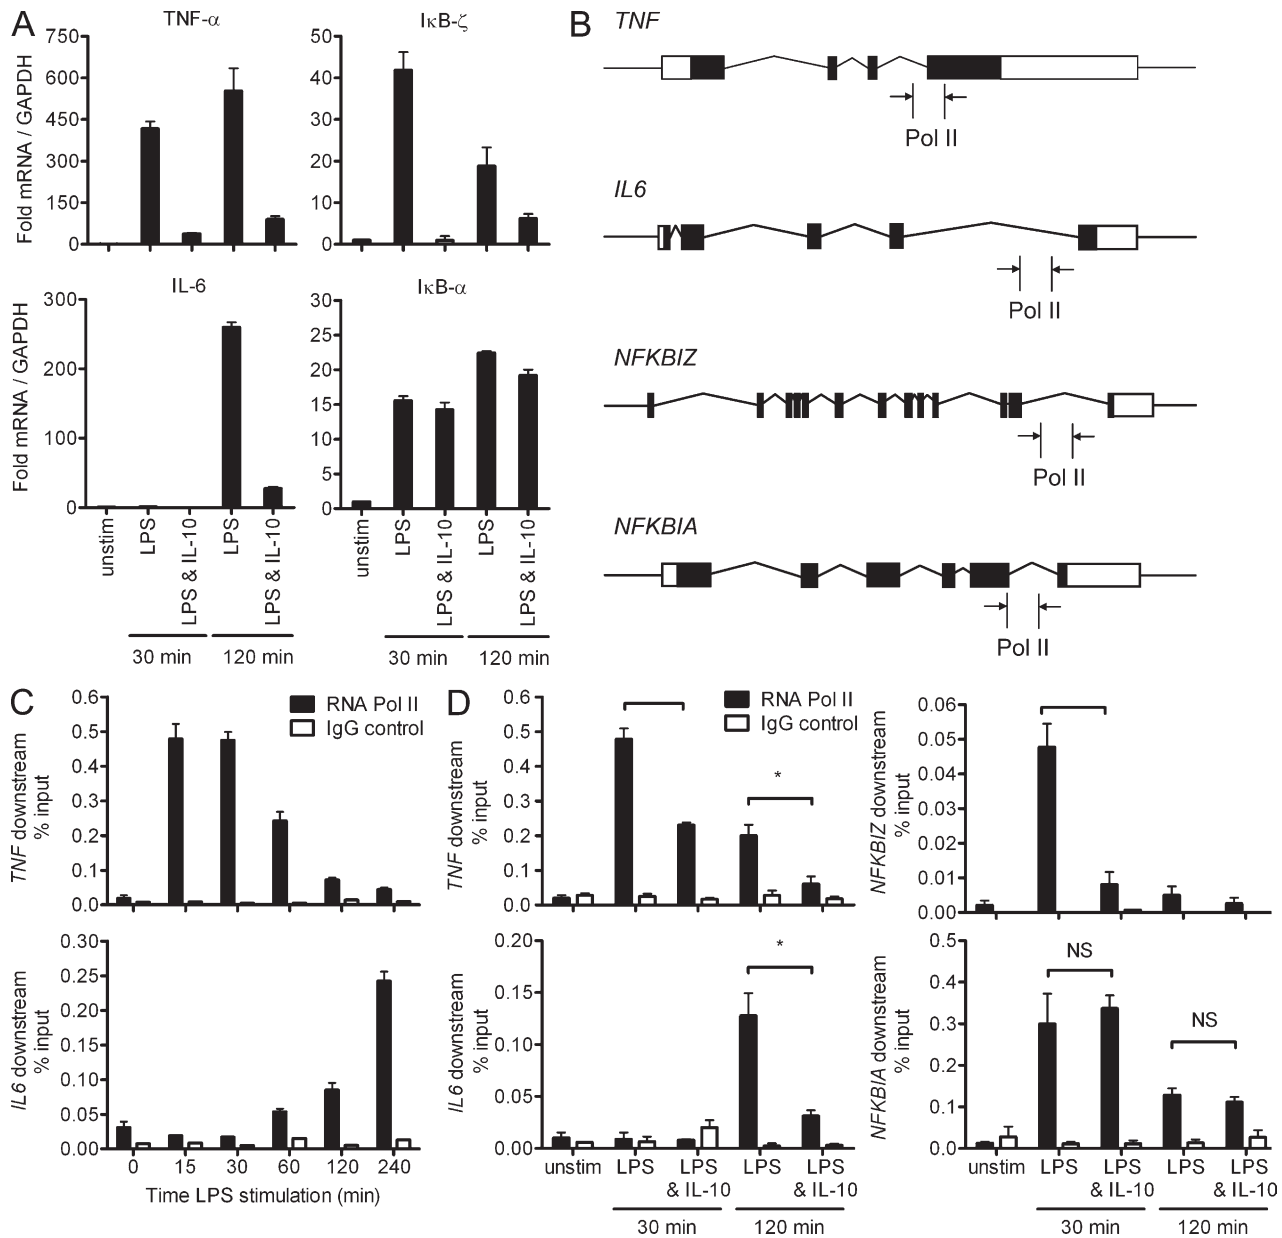 A
TNF-α
IκB-ζ
Fold mRNA / GAPDH
750
600
450
300
150
0
50
40
30
20
10
0
IL-6
IκB-α
Fold mRNA / GAPDH
300
200
100
0
30
25
20
15
10
5
0
unstim
LPS
LPS & IL-10
LPS
LPS & IL-10
30 min
120 min
unstim
LPS
LPS & IL-10
LPS
LPS & IL-10
30 min
120 min
B
TNF
Pol II
IL6
Pol II
NFKBIZ
Pol II
NFKBIA
Pol II
C
RNA Pol II
IgG control
TNF downstream
% input
0.6
0.5
0.4
0.3
0.2
0.1
0.0
IL6 downstream
% input
0.30
0.25
0.20
0.15
0.10
0.05
0.00
0 15 30 60 120 240
Time LPS stimulation (min)
D
RNA Pol II
IgG control
TNF downstream
% input
0.6
0.5
0.4
0.3
0.2
0.1
0.0
*
NFKBIZ downstream
% input
0.06
0.05
0.04
0.03
0.02
0.01
0.00
IL6 downstream
% input
0.20
0.15
0.10
0.05
0.00
*
unstim LPS LPS LPS LPS
& IL-10 & IL-10
30 min 120 min
NFKBIA downstream
% input
0.5
0.4
0.3
0.2
0.1
0.0
NS
NS
unstim LPS LPS LPS LPS
& IL-10 & IL-10
30 min 120 min